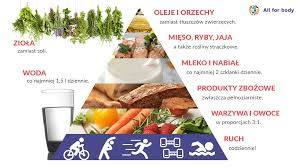 All for body
OLEJE I ORZECHY
zamiast tłuszczów zwierzęcych.
MIĘSO, RYBY, JAJA
a także rośliny strączkowe.
MLEKO I NABIAŁ
co najmniej 2 szklanki dziennie.
PRODUKTY ZBOŻOWE
zwłaszcza pełnoziarniste.
WARZYWA I OWOCE
w proporcjach 3:1.
RUCH
codziennie!
ZIOŁA
zamiast soli.
WODA
co najmniej 1,5 l dziennie.